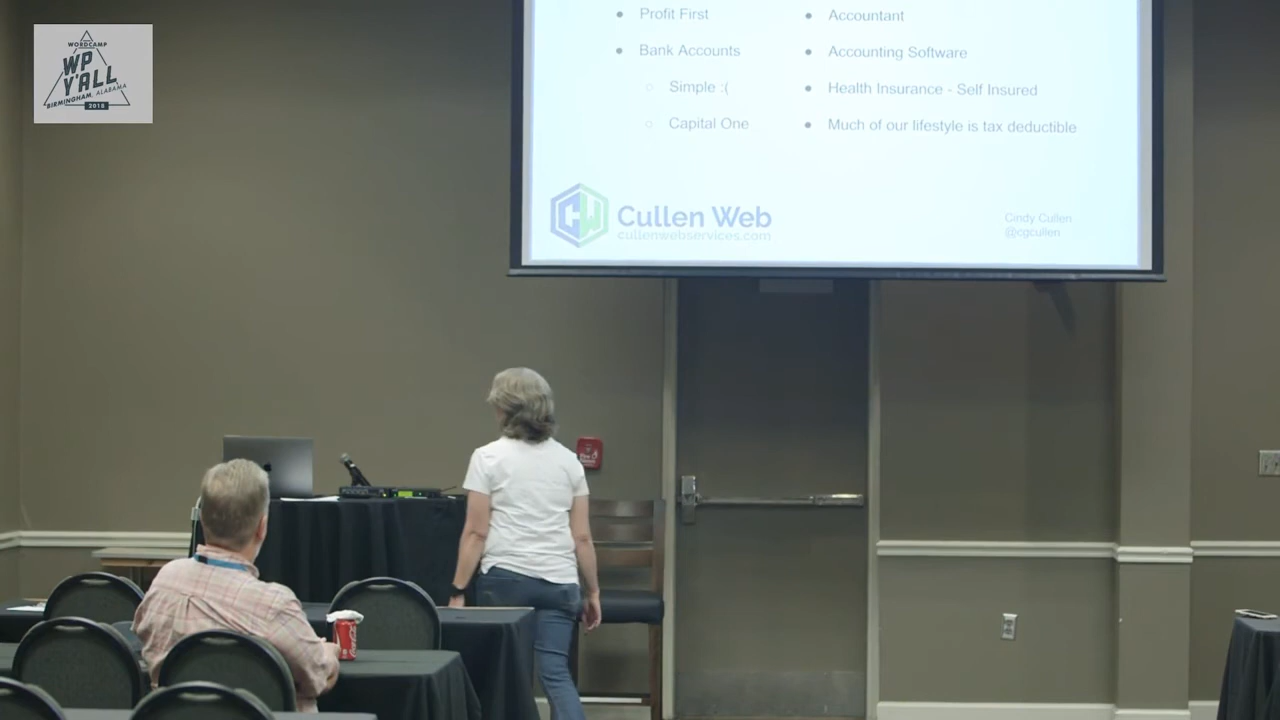 WORDCAMP
WP
Y'ALL
BIRMINGHAM, ALABAMA
2018
Profit First
Bank Accounts
Simple :(
Capital One
Accountant
Accounting Software
Health Insurance - Self Insured
Much of our lifestyle is tax deductible
CW Cullen Web
cullenwebservices.com
Cindy Cullen
@cgcullen